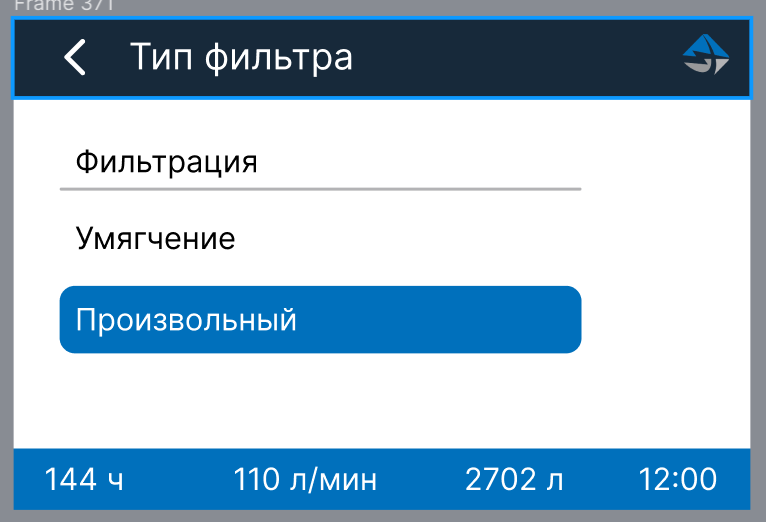 Frame 371
Тип фильтра
Фильтрация
Умягчение
Произвольный
144 ч 110 л/мин 2702 л 12:00